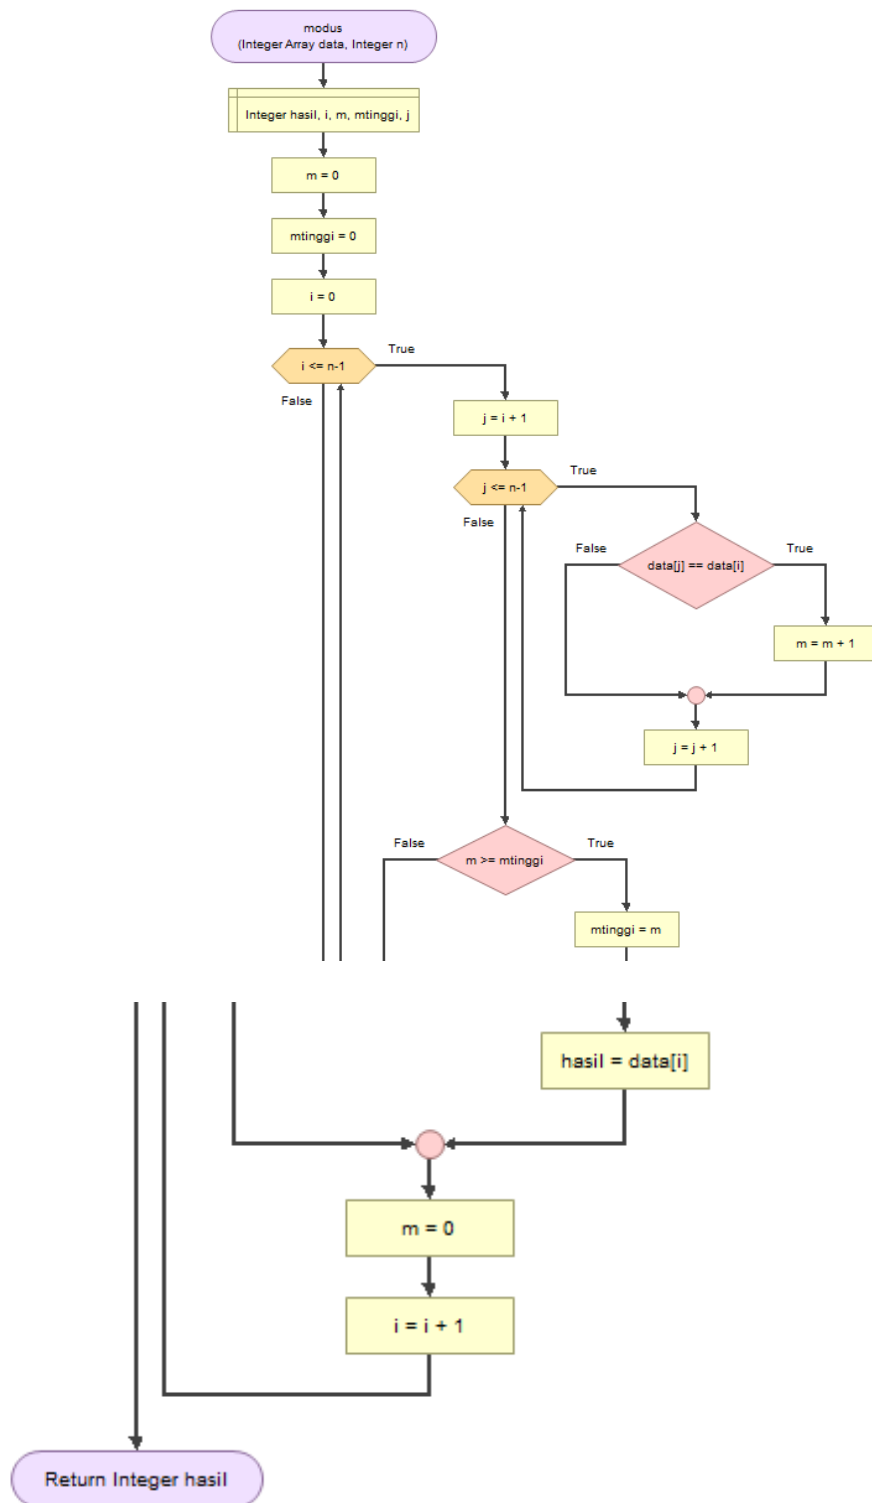 modus
(Integer Array data, Integer n)
Integer hasil, i, m, mtinggi, j
m = 0
mtinggi = 0
i = 0
i <= n-1
True
False
j = i + 1
j <= n-1
True
False
data[j] == data[i]
False
True
m = m + 1
j = j + 1
m >= mtinggi
False
True
mtinggi = m
hasil = data[i]
m = 0
i = i + 1
Return Integer hasil